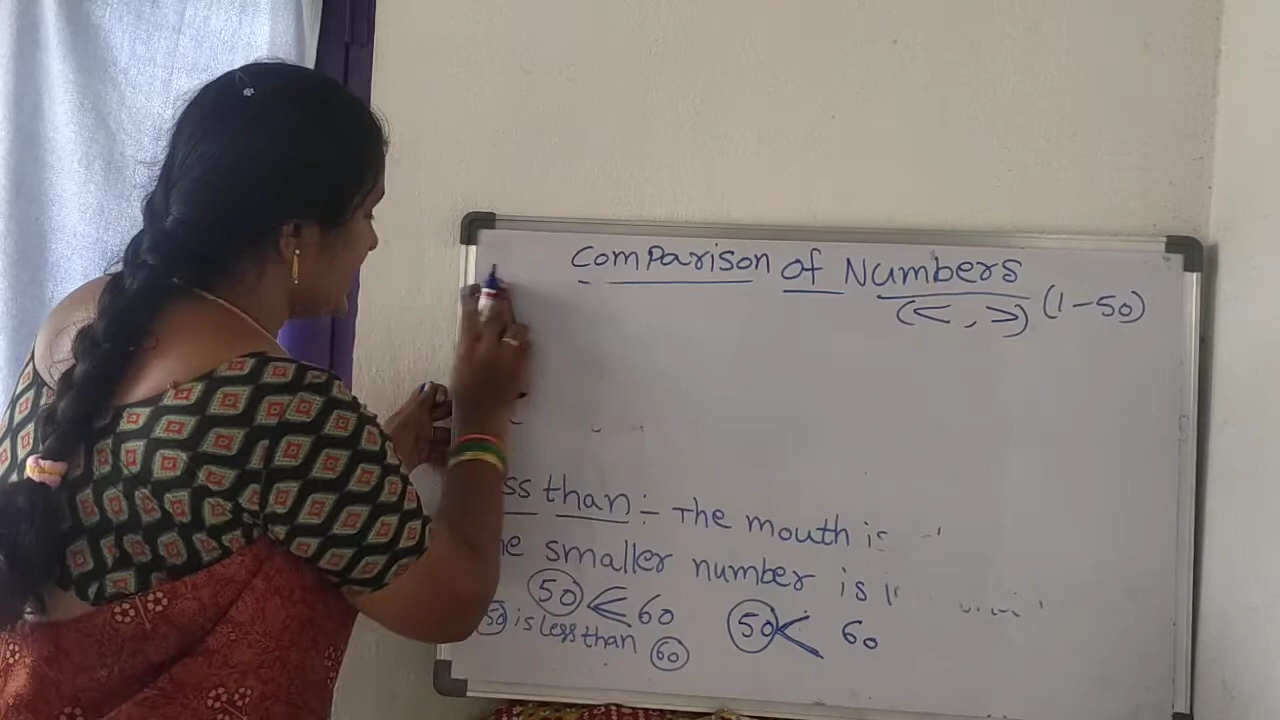 Comparison of Numbers
(<, >) (1-50)
ss than :- The mouth is
he smaller number is
50 < 60 50 < 60
50 is less than 60